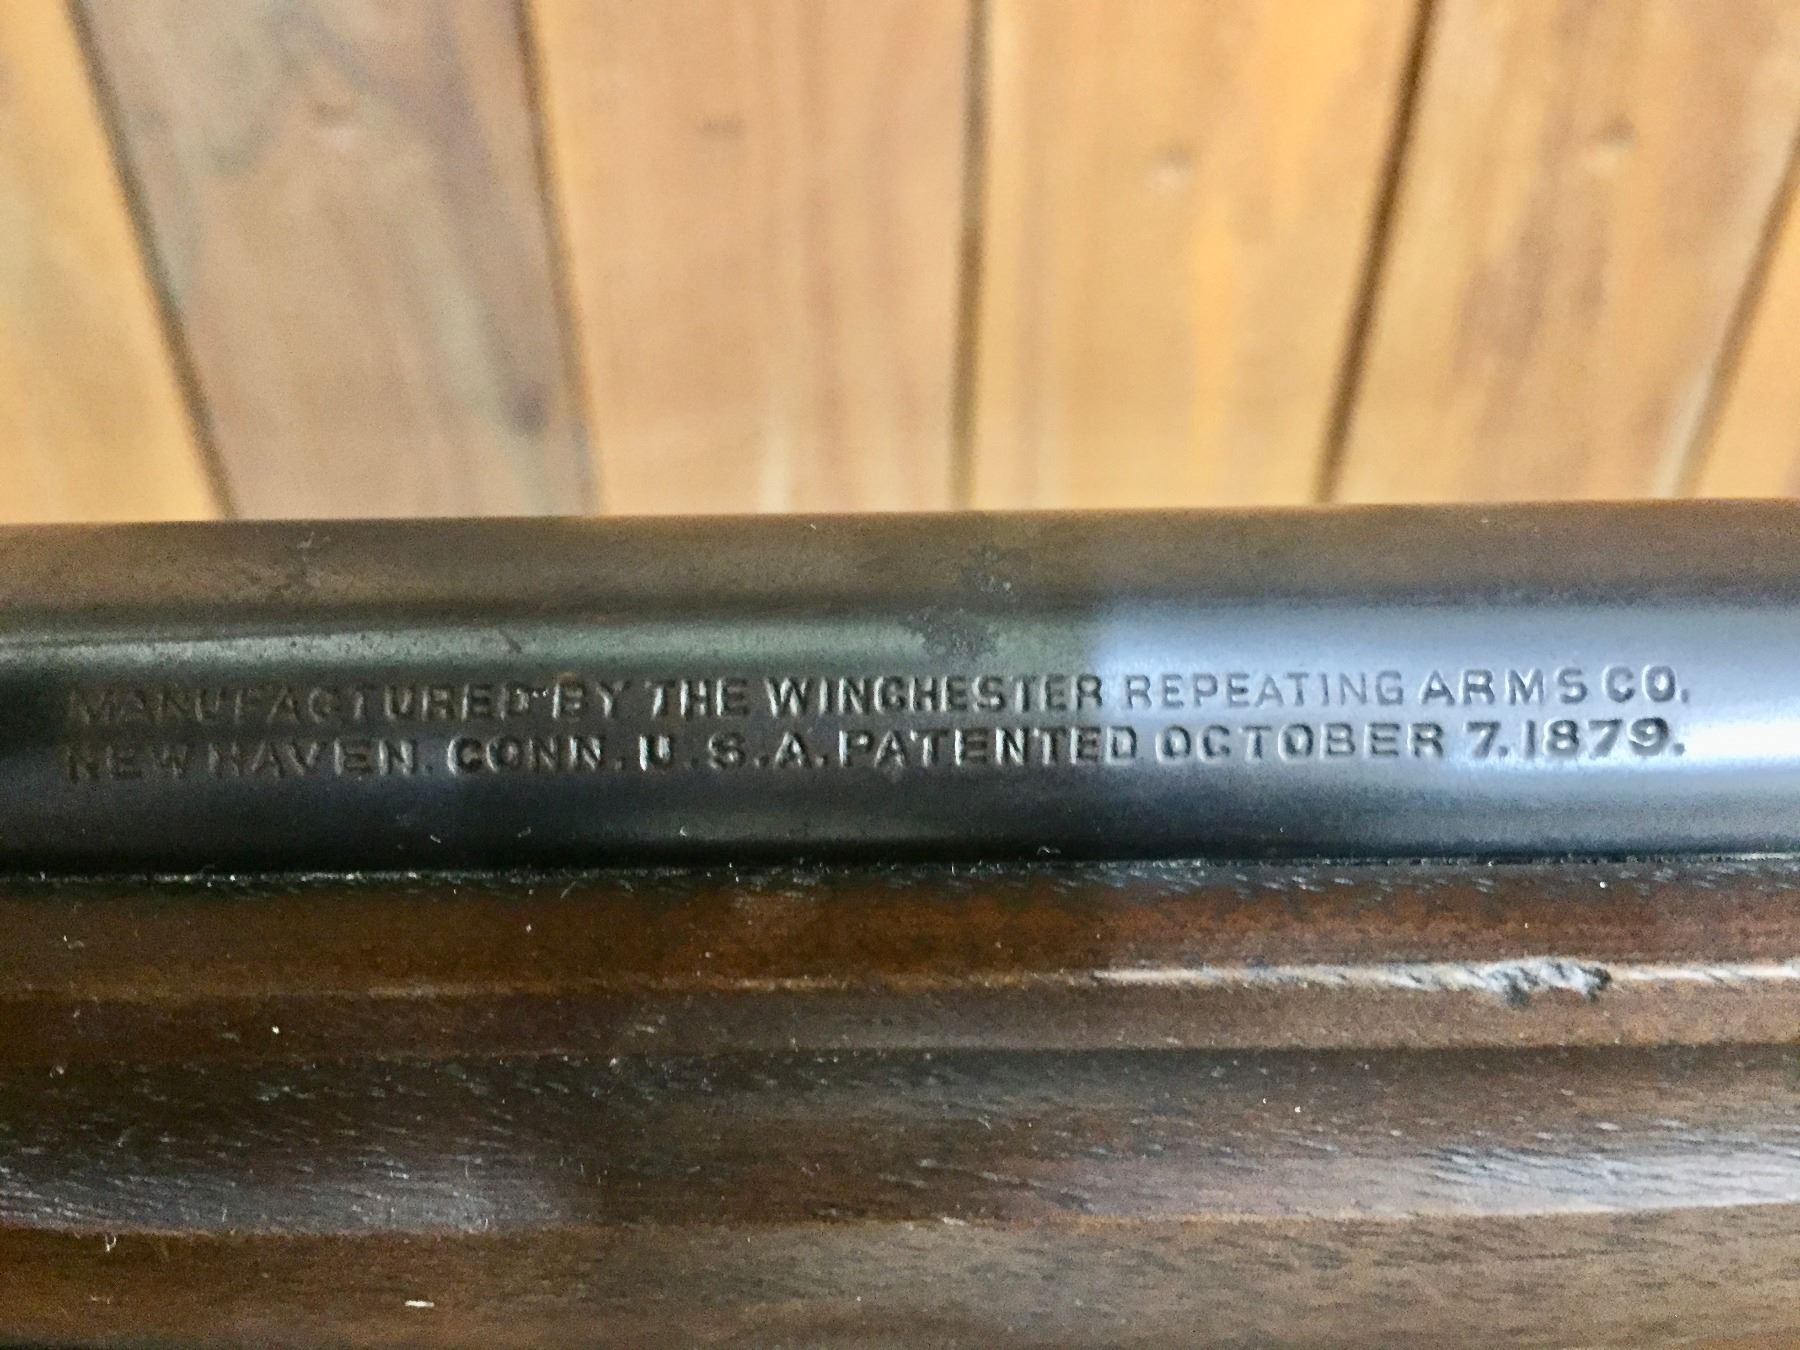 MANUFACTURED BY THE WINCHESTER REPEATING ARMS CO.
NEW HAVEN. CONN. U.S.A. PATENTED OCTOBER 7.1879.